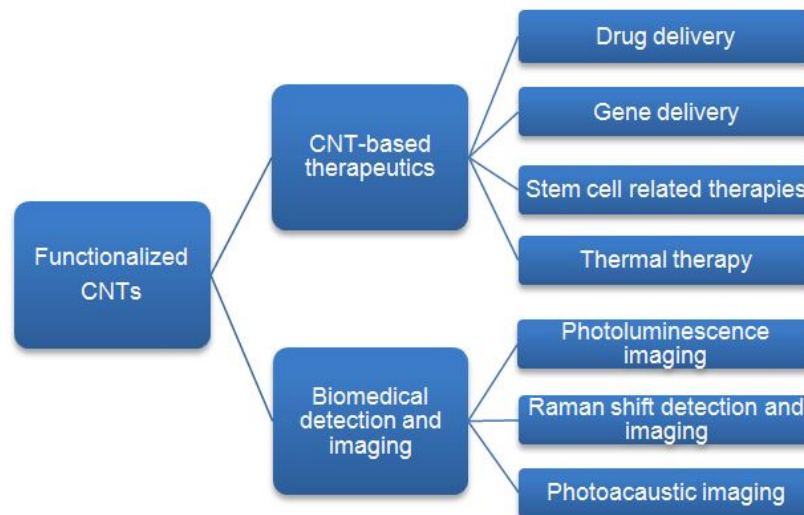 Functionalized
CNTs
CNT-based
therapeutics
Drug delivery
Gene delivery
Stem cell related therapies
Thermal therapy
Biomedical
detection and
imaging
Photoluminescence
imaging
Raman shift detection and
imaging
Photoacaustic imaging